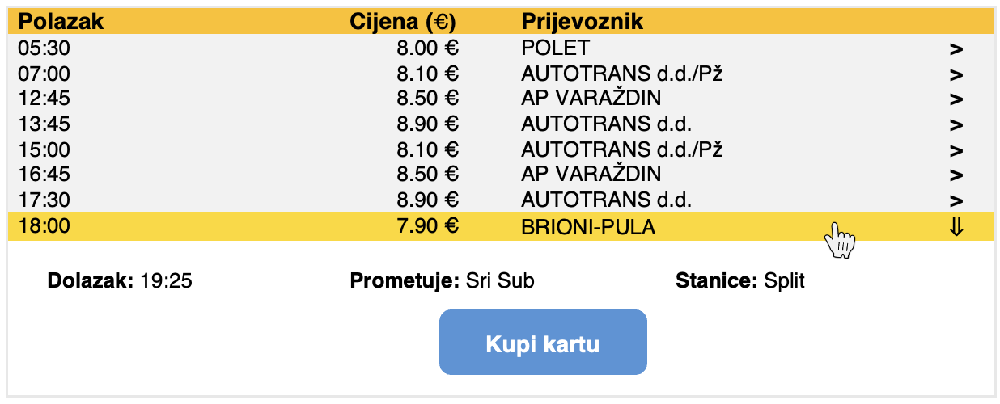 Polazak Cijena (€) Prijevoznik
05:30 8.00 € POLET >
07:00 8.10 € AUTOTRANS d.d./Pž >
12:45 8.50 € AP VARAŽDIN >
13:45 8.90 € AUTOTRANS d.d. >
15:00 8.10 € AUTOTRANS d.d./Pž >
16:45 8.50 € AP VARAŽDIN >
17:30 8.90 € AUTOTRANS d.d. >
18:00 7.90 € BRIONI-PULA ⇓
Dolazak: 19:25 Prometuje: Sri Sub Stanice: Split
Kupi kartu